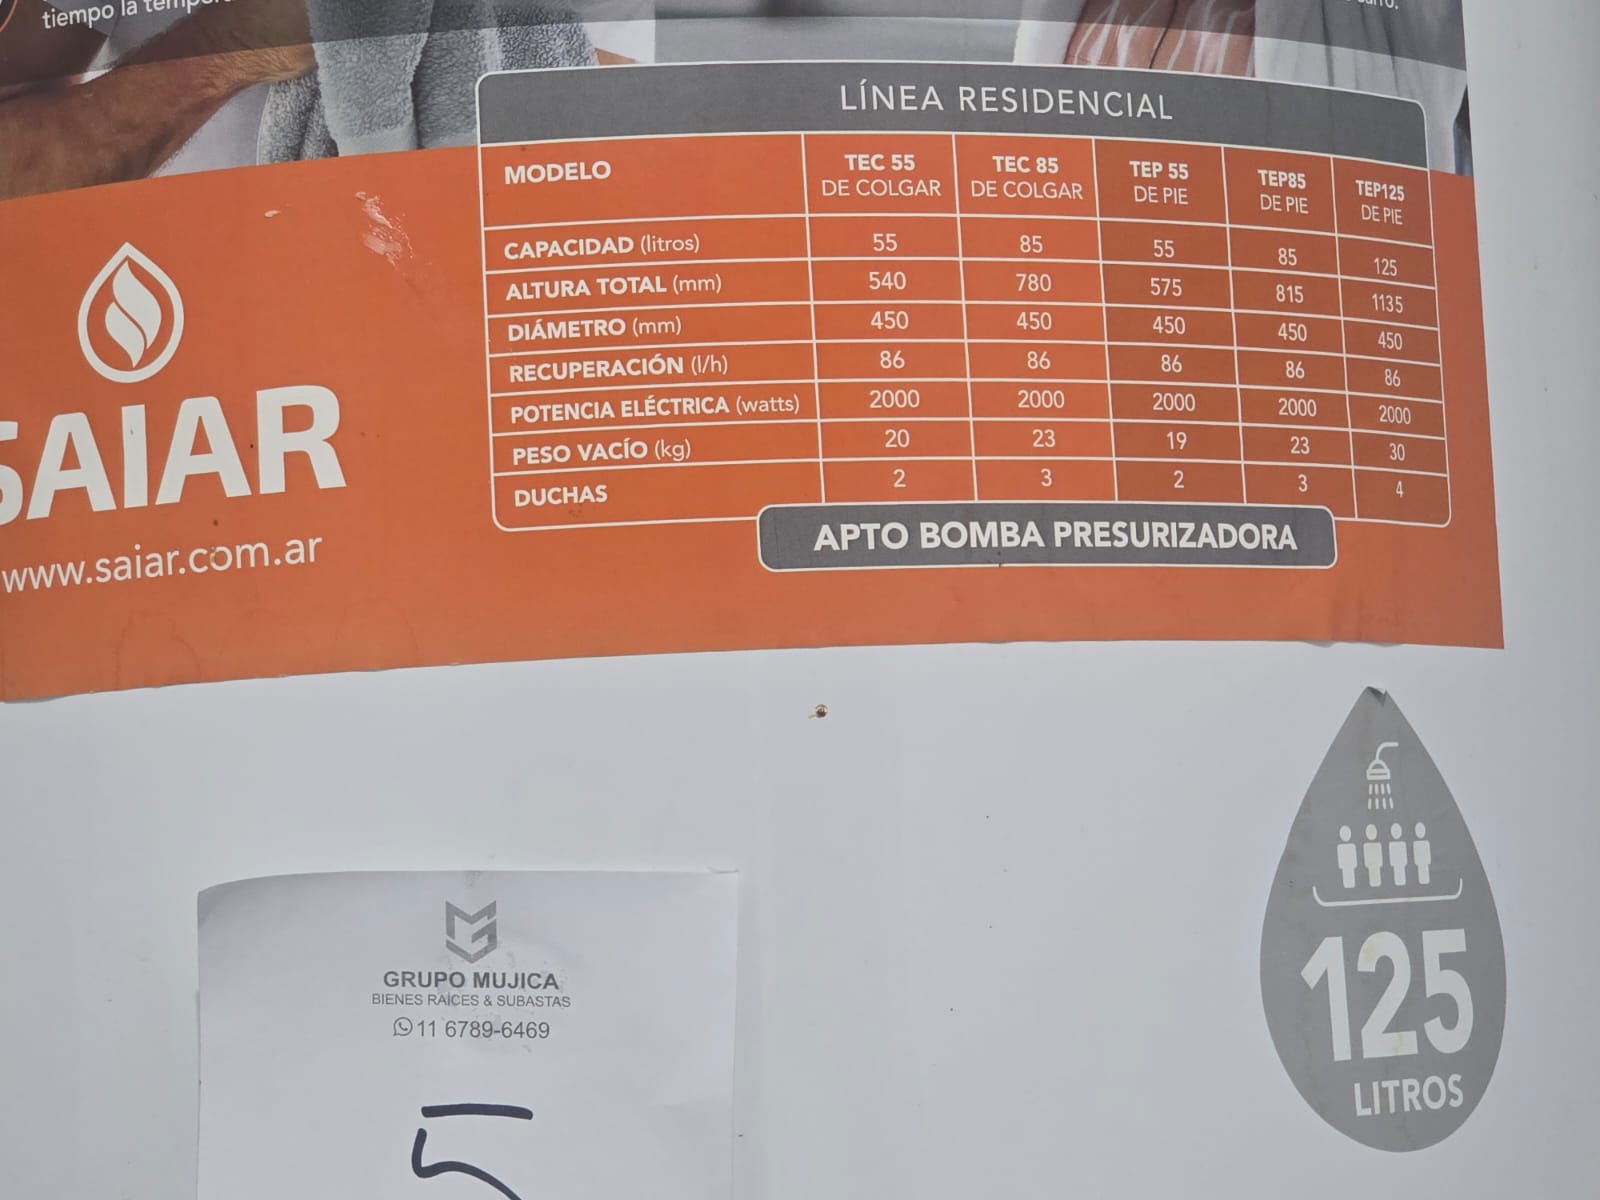 tiempo la
LÍNEA RESIDENCIAL
MODELO TEC 55 DE COLGAR TEC 85 DE COLGAR TEP 55 DE PIE TEP85 DE PIE TEP125 DE PIE
CAPACIDAD (litros) 55 85 55 85 125
ALTURA TOTAL (mm) 540 780 575 815 1135
DIÁMETRO (mm) 450 450 450 450 450
RECUPERACIÓN (l/h) 86 86 86 86 86
POTENCIA ELÉCTRICA (watts) 2000 2000 2000 2000 2000
PESO VACÍO (kg) 20 23 19 23 30
DUCHAS 2 3 2 3 4
APTO BOMBA PRESURIZADORA
SAIAR
www.saiar.com.ar
GRUPO MUJICA
BIENES RAÍCES & SUBASTAS
11 6789-6469
5
125
LITROS